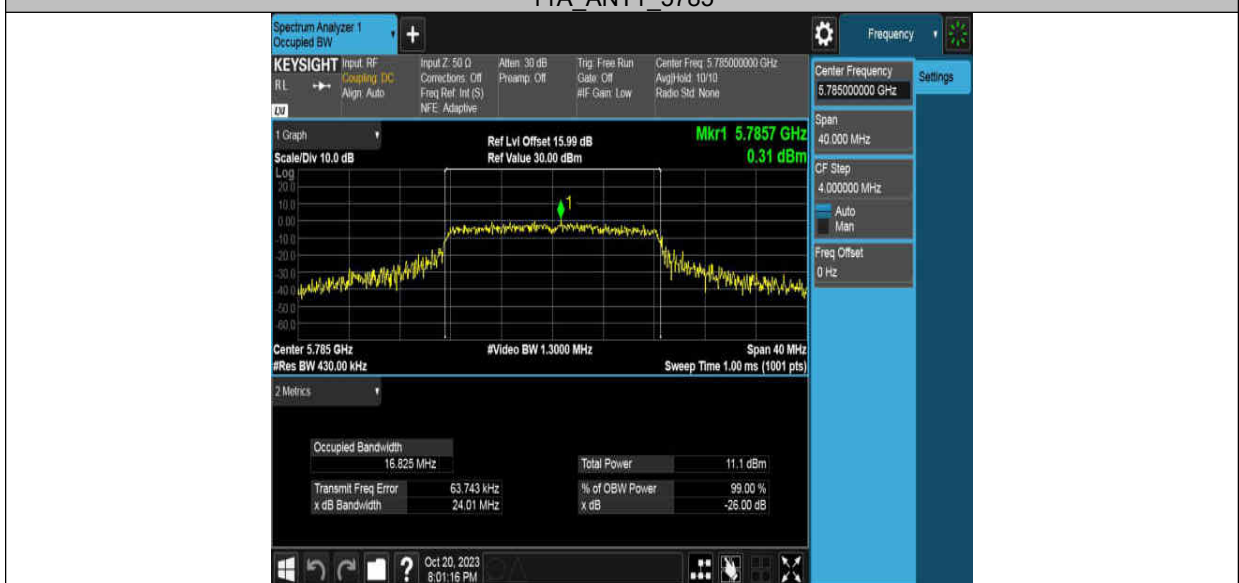 11A_ANT1_5785
Spectrum Analyzer 1
Occupied BW
+
Frequency
KEYSIGHT
RL
LXI
Input: RF
Coupling: DC
Align: Auto
Input Z: 50 Ω
Corrections: Off
Freq Ref: Int (S)
NFE: Adaptive
Atten: 30 dB
Preamp: Off
Trig: Free Run
Gate: Off
#IF Gain: Low
Center Freq: 5.785000000 GHz
Avg|Hold: 10/10
Radio Std: None
Center Frequency
5.785000000 GHz
Settings
Span
40.000 MHz
CF Step
4.000000 MHz
Auto
Man
Freq Offset
0 Hz
1 Graph
Ref Lvl Offset 15.99 dB
Mkr1 5.7857 GHz
Scale/Div 10.0 dB
Ref Value 30.00 dBm
0.31 dBm
Log
20.0
10.0
0.00
-10.0
-20.0
-30.0
-40.0
-50.0
-60.0
1
Center 5.785 GHz
#Video BW 1.3000 MHz
Span 40 MHz
#Res BW 430.00 kHz
Sweep Time 1.00 ms (1001 pts)
2 Metrics
Occupied Bandwidth
16.825 MHz
Total Power 11.1 dBm
Transmit Freq Error 63.743 kHz
% of OBW Power 99.00 %
x dB Bandwidth 24.01 MHz
x dB -26.00 dB
?
Oct 20, 2023
8:01:16 PM